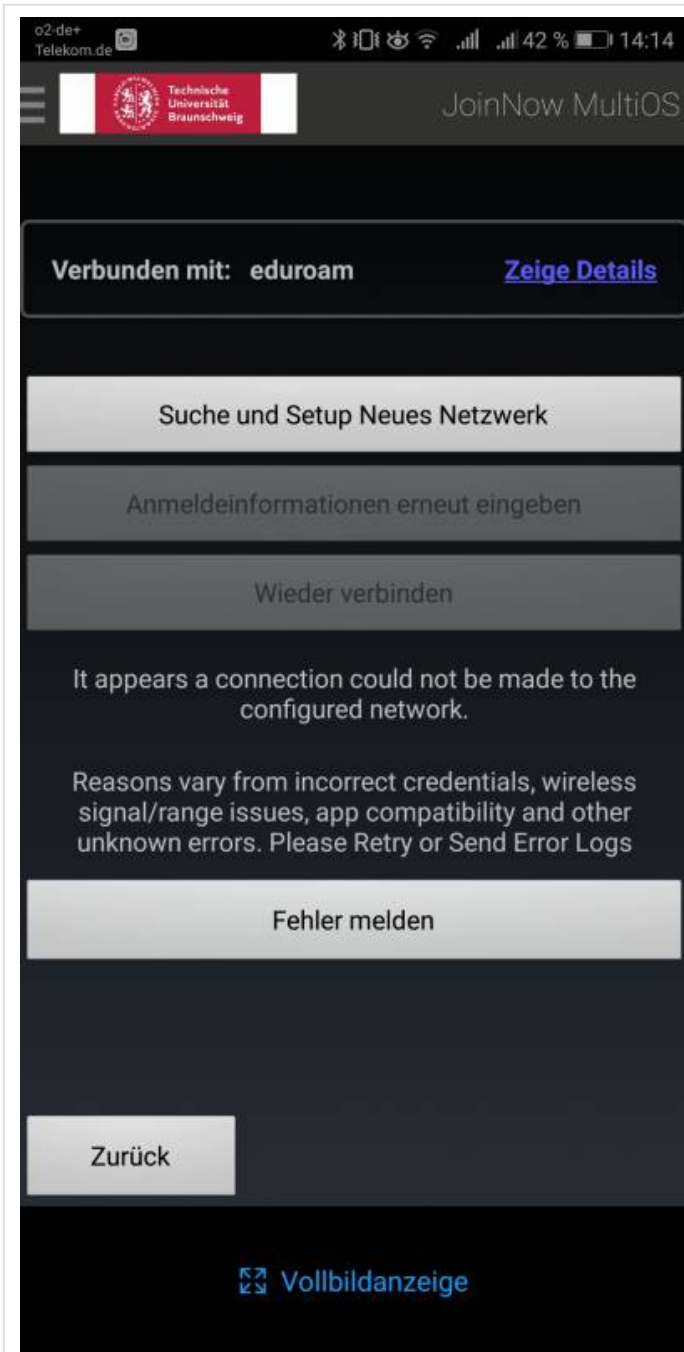 o2-de+
Telekom.de
42 % 14:14
Technische
Universität
Braunschweig
JoinNow MultiOS
Verbunden mit: eduroam Zeige Details
Suche und Setup Neues Netzwerk
Anmeldeinformationen erneut eingeben
Wieder verbinden
It appears a connection could not be made to the
configured network.
Reasons vary from incorrect credentials, wireless
signal/range issues, app compatibility and other
unknown errors. Please Retry or Send Error Logs
Fehler melden
Zurück
Vollbildanzeige